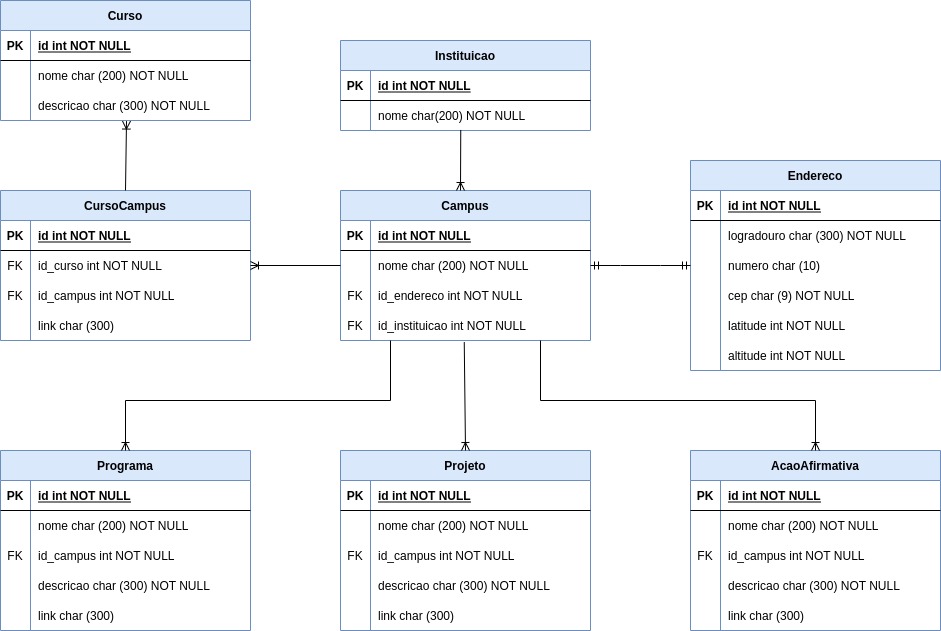 Curso
PK id int NOT NULL
nome char (200) NOT NULL
descricao char (300) NOT NULL
Instituicao
PK id int NOT NULL
nome char(200) NOT NULL
Endereco
PK id int NOT NULL
logradouro char (300) NOT NULL
numero char (10)
cep char (9) NOT NULL
latitude int NOT NULL
altitude int NOT NULL
CursoCampus
PK id int NOT NULL
FK id_curso int NOT NULL
FK id_campus int NOT NULL
link char (300)
Campus
PK id int NOT NULL
nome char (200) NOT NULL
FK id_endereco int NOT NULL
FK id_instituicao int NOT NULL
Programa
PK id int NOT NULL
nome char (200) NOT NULL
FK id_campus int NOT NULL
descricao char (300) NOT NULL
link char (300)
Projeto
PK id int NOT NULL
nome char (200) NOT NULL
FK id_campus int NOT NULL
descricao char (300) NOT NULL
link char (300)
AcaoAfirmativa
PK id int NOT NULL
nome char (200) NOT NULL
FK id_campus int NOT NULL
descricao char (300) NOT NULL
link char (300)